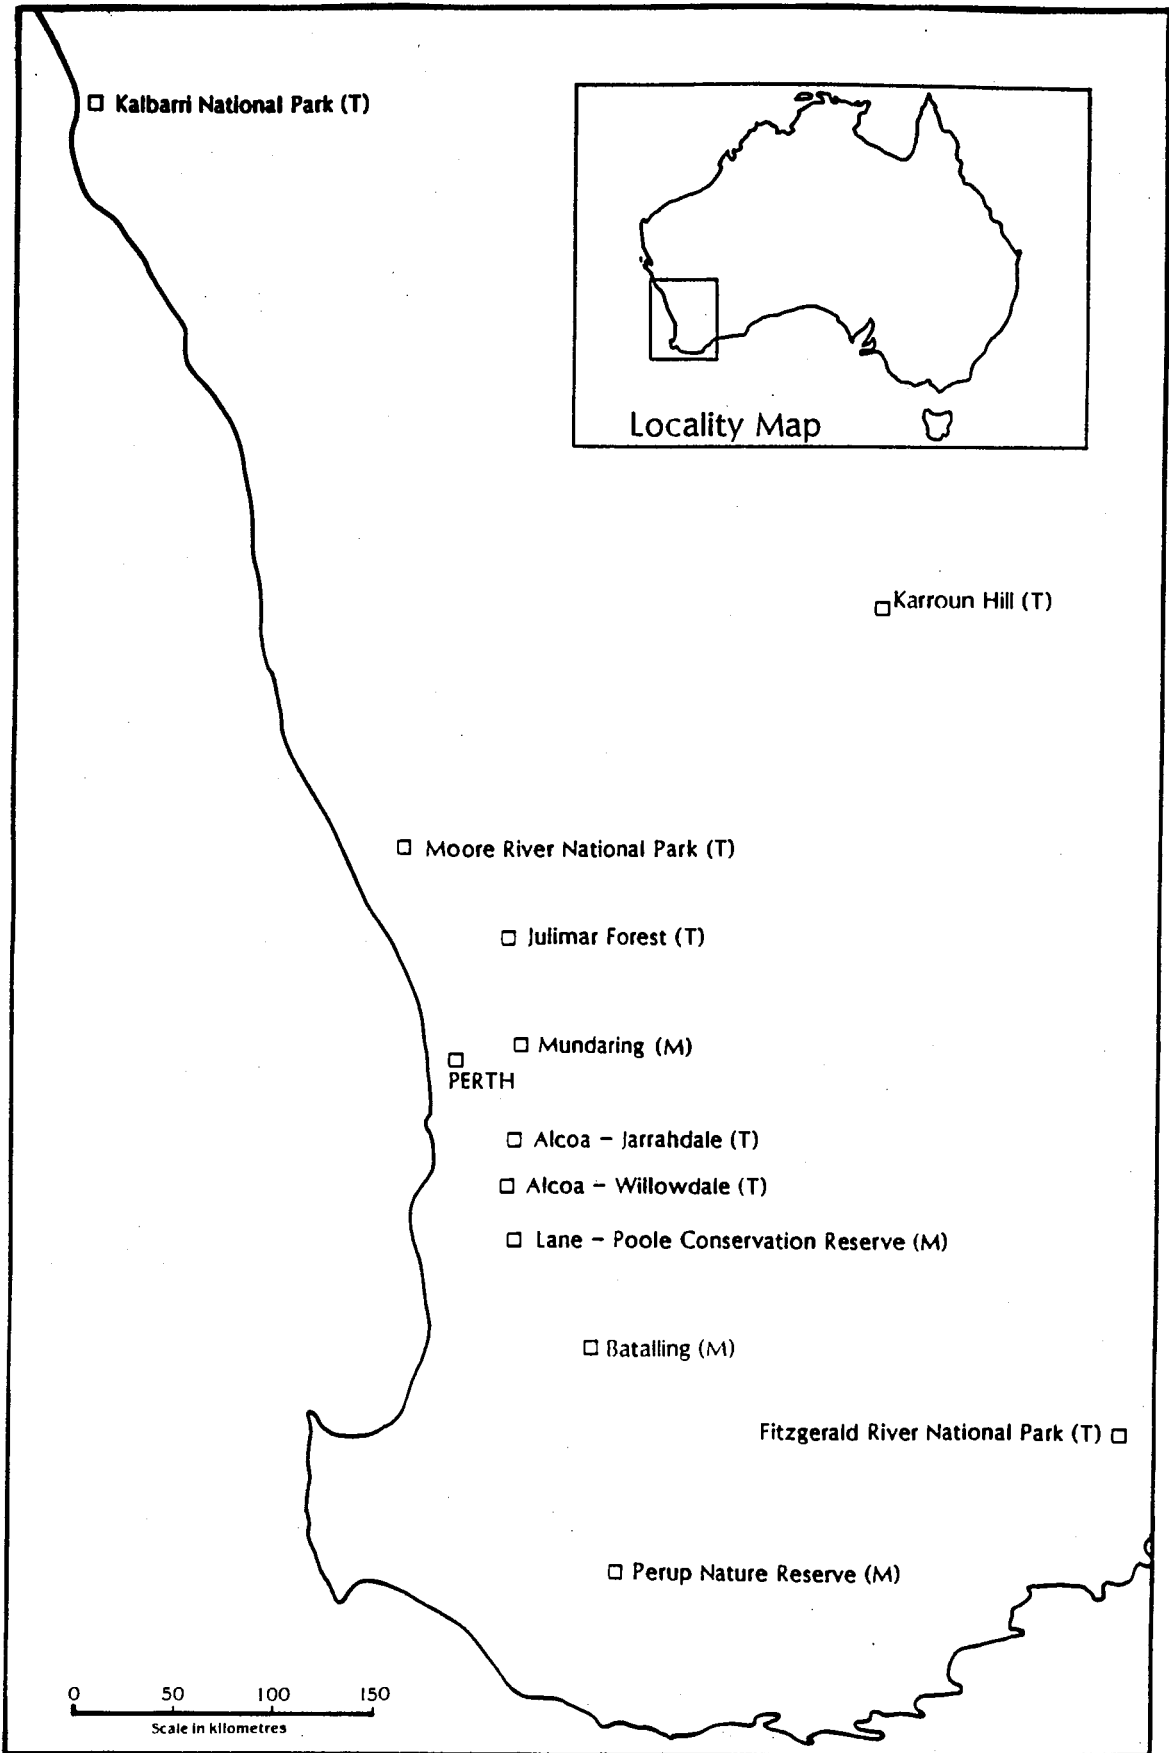 Kalbarri National Park (T)
Locality Map
Karroun Hill (T)
Moore River National Park (T)
Julimar Forest (T)
Mundaring (M)
PERTH
Alcoa - Jarrahdale (T)
Alcoa - Willowdale (T)
Lane - Poole Conservation Reserve (M)
Batalling (M)
Fitzgerald River National Park (T)
Perup Nature Reserve (M)
0 50 100 150
Scale in kilometres